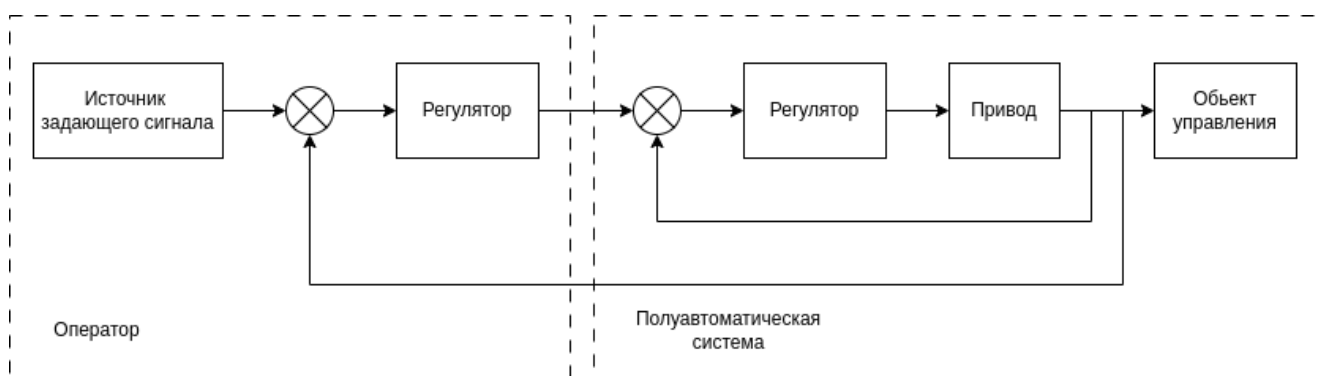 Источник
задающего сигнала
Регулятор
Регулятор
Привод
Обьект
управления
Оператор
Полуавтоматическая
система